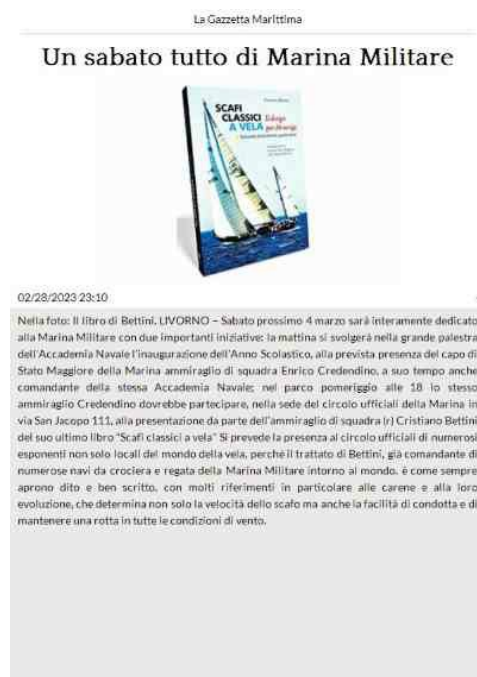 La Gazzetta Marittima
Un sabato tutto di Marina Militare
SCAFI
CLASSICI
A VELA
02/28/2023 23:10
Nella foto: Il libro di Bettini. LIVORNO – Sabato prossimo 4 marzo sarà interamente dedicato
alla Marina Militare con due importanti iniziative: la mattina si svolgerà nella grande palestra
dell'Accademia Navale l'inaugurazione dell'Anno Scolastico, alla prevista presenza del capo di
Stato Maggiore della Marina ammiraglio di squadra Enrico Credendino, a suo tempo anche
comandante della stessa Accademia Navale; nel parco pomeriggio alle 18 lo stesso
ammiraglio Credendino dovrebbe partecipare, nella sede del circolo ufficiali della Marina in
via San Jacopo 111, alla presentazione da parte dell'ammiraglio di squadra (r) Cristiano Bettini
del suo ultimo libro "Scafi classici a vela" Si prevede la presenza al circolo ufficiali di numerosi
esponenti non solo locali del mondo della vela, perché il trattato di Bettini, già comandante di
numerose navi da crociera e regata della Marina Militare intorno al mondo. è come sempre
aprono dito e ben scritto, con molti riferimenti in particolare alle carene e alla loro
evoluzione, che determina non solo la velocità dello scafo ma anche la facilità di condotta e di
mantenere una rotta in tutte le condizioni di vento.